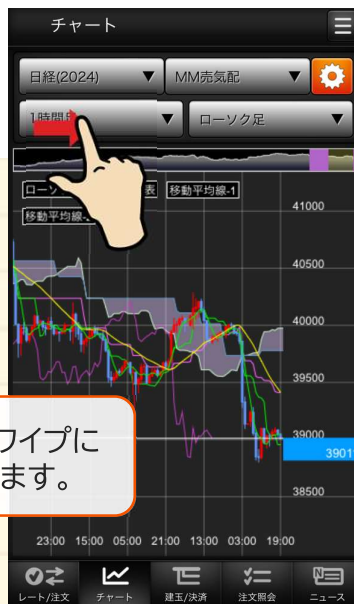 チャート
日経(2024) ▼
MM売気配 ▼
1時間足 ▼
ローソク足 ▼
ローソ
表
移動平均線-1
移動平均線-
41000
40500
40000
39500
39000
3901
38500
ワイプに
ます。
23:00 15:00 05:00 21:00 13:00 03:00 19:00
レート/注文
チャート
建玉/決済
注文照会
ニュース